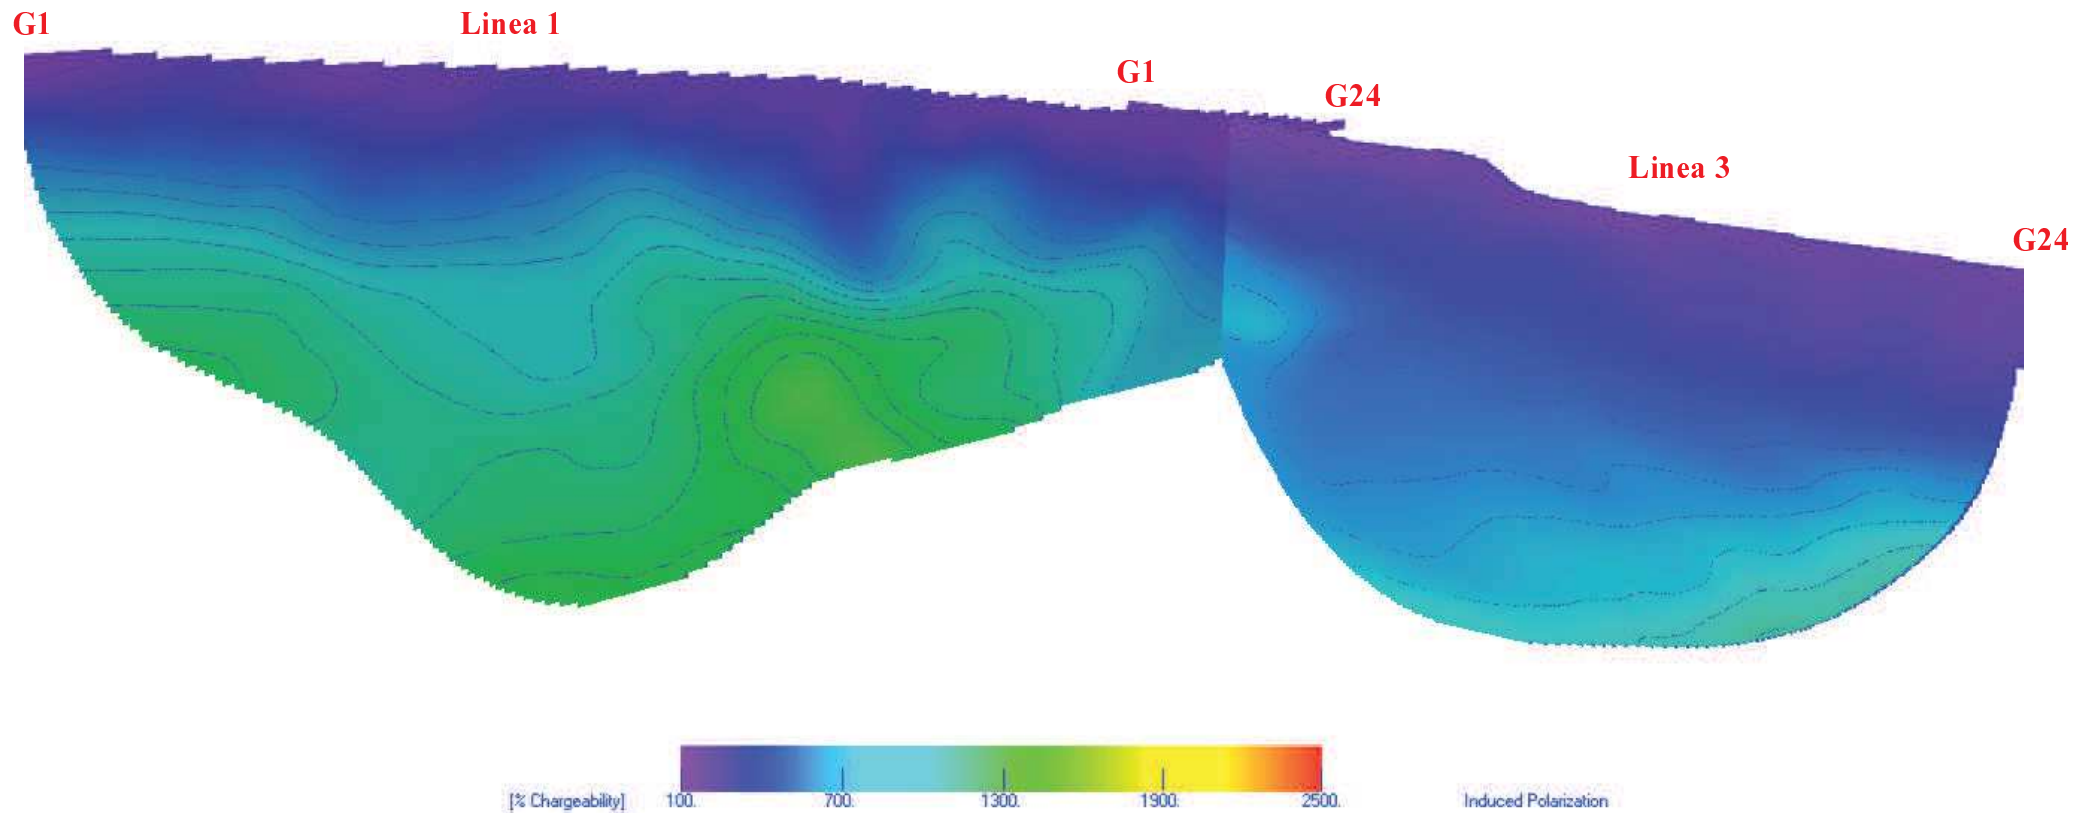 G1
Linea 1
G1
G24
Linea 3
G24
[% Chargeability]
100.
700.
1300.
1900.
2500.
Induced Polarization